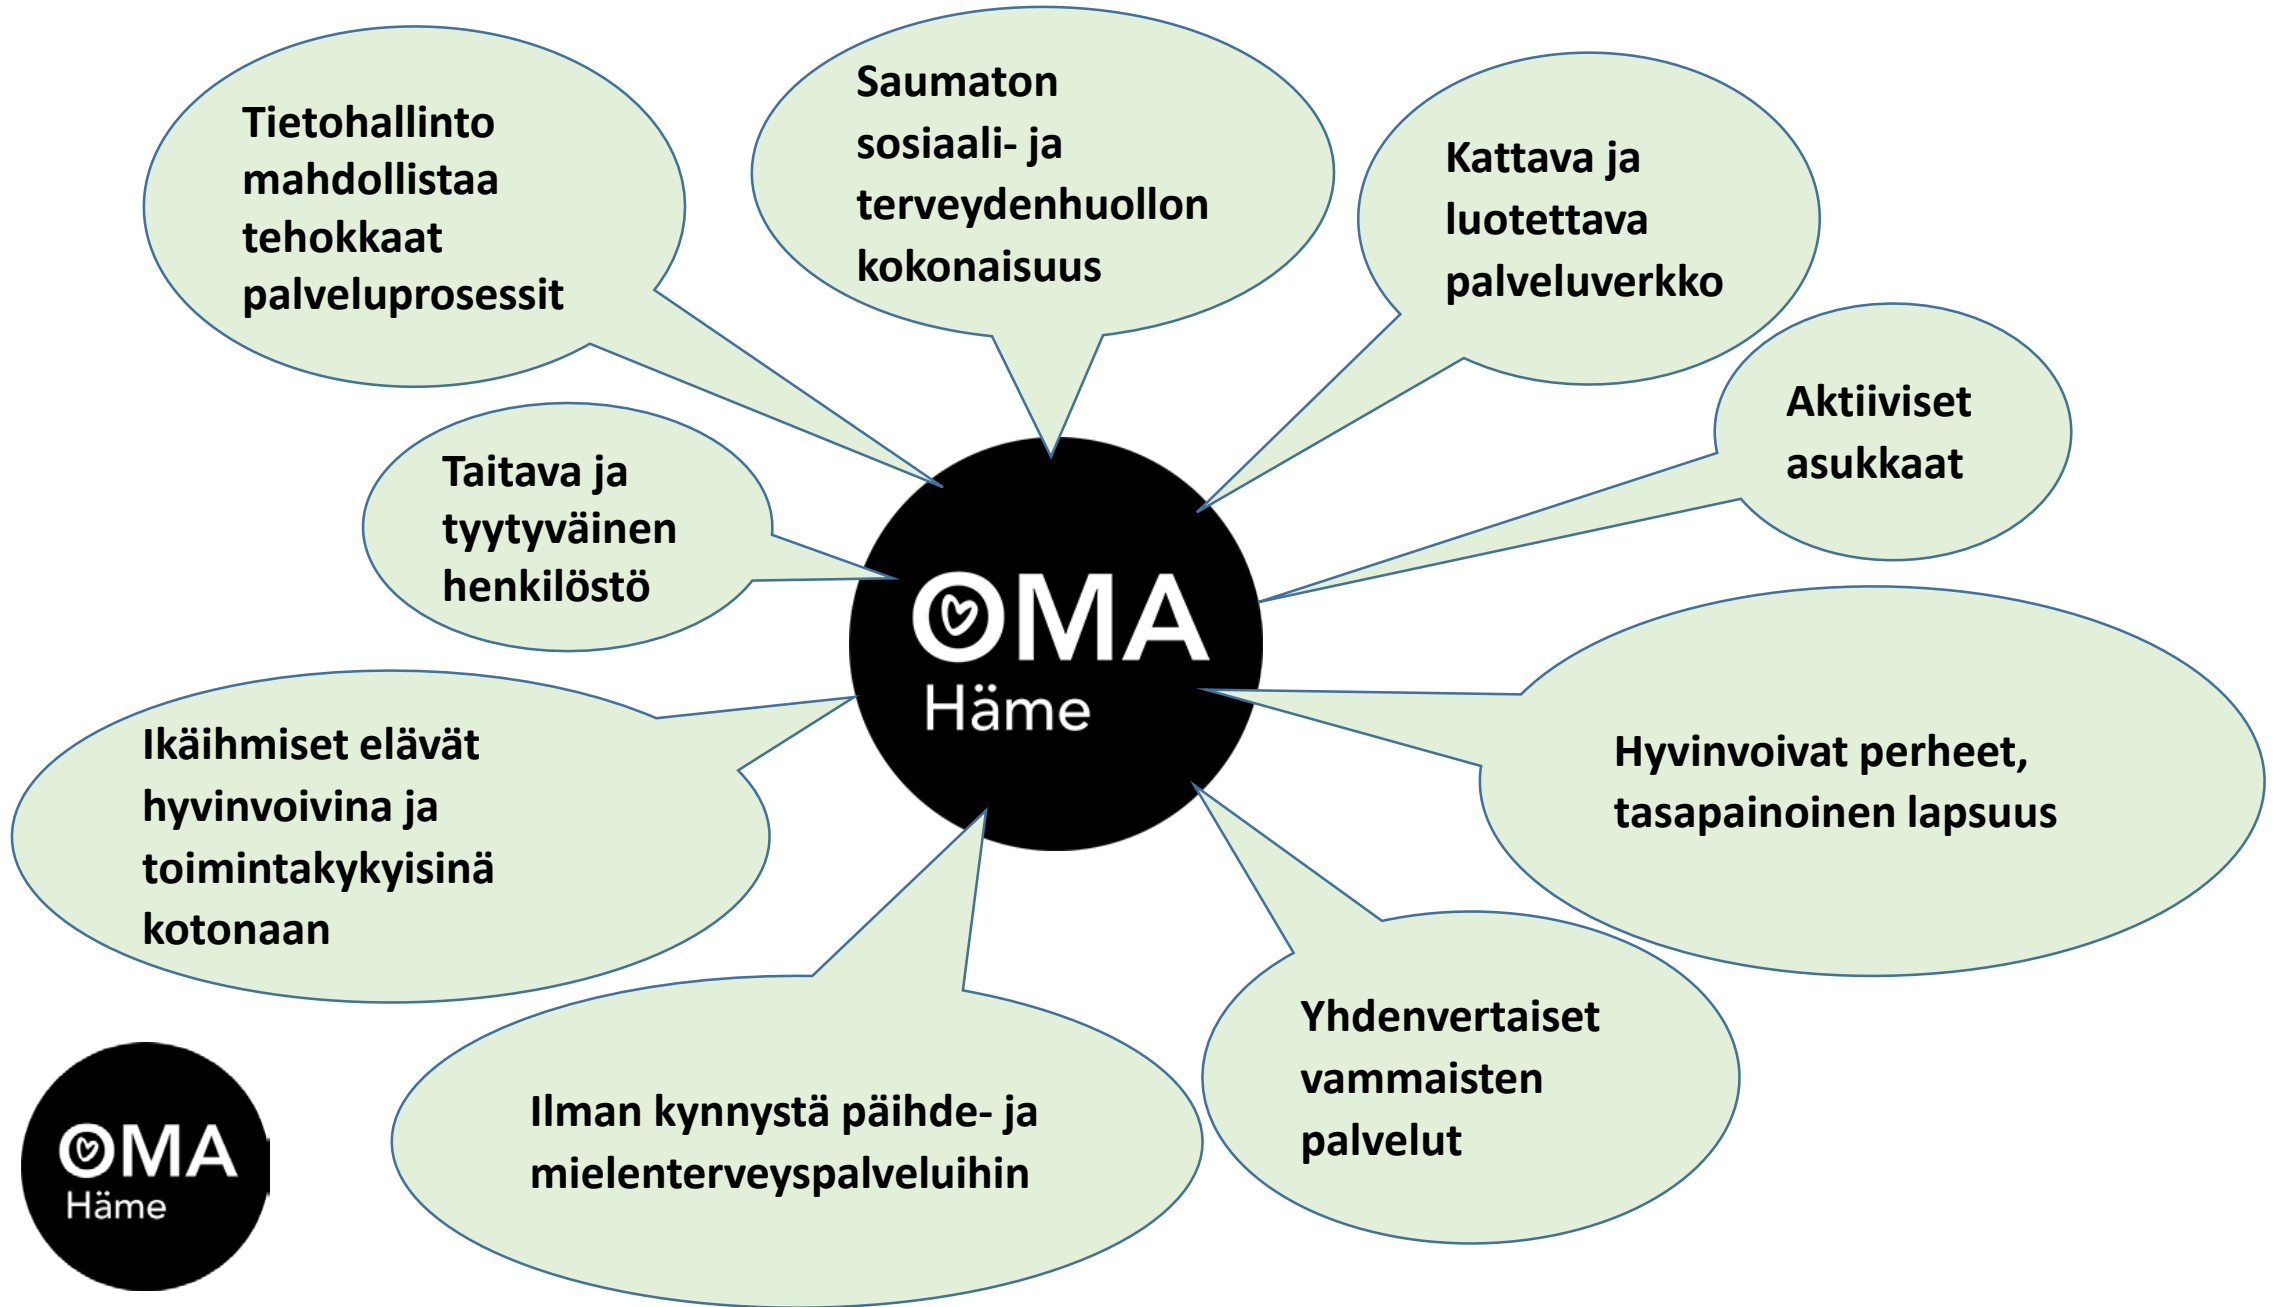 Tietohallinto
mahdollistaa
tehokkaat
palveluprosessit
Saumaton
sosiaali- ja
terveydenhuollon
kokonaisuus
Kattava ja
luotettava
palveluverkko
Aktiiviset
asukkaat
Taitava ja
tyytyväinen
henkilöstö
OMA
Häme
Ikäihmiset elävät
hyvinvoivina ja
toimintakykyisinä
kotonaan
Hyvinvoivat perheet,
tasapainoinen lapsuus
Ilman kynnystä päihde- ja
mielenterveyspalveluihin
Yhdenvertaiset
vammaisten
palvelut
OMA
Häme